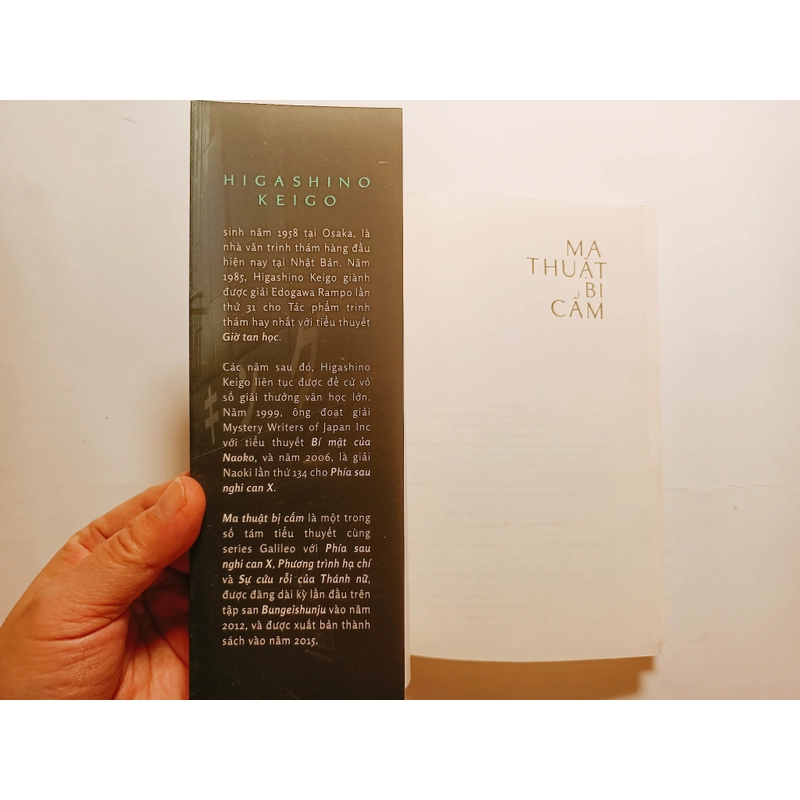 HIGASHINO
KEIGO
sinh năm 1958 tại Osaka, là
nhà văn trinh thám hàng đầu
hiện nay tại Nhật Bản. Năm
1985, Higashino Keigo giành
được giải Edogawa Rampo lần
thứ 31 cho Tác phẩm trinh
thám hay nhất với tiểu thuyết
Giờ tan học.
Các năm sau đó, Higashino
Keigo liên tục được đề cử vô
số giải thưởng văn học lớn.
Năm 1999, ông đoạt giải
Mystery Writers of Japan Inc
với tiểu thuyết Bí mật của
Naoko, và năm 2006, là giải
Naoki lần thứ 134 cho Phía sau
nghi can X.
Ma thuật bị cấm là một trong
số tám tiểu thuyết cùng
series Galileo với Phía sau
nghi can X, Phương trình hạ chí
và Sự cứu rỗi của Thánh nữ,
được đăng dài kỳ lần đầu trên
tập san Bungeishunju vào năm
2012, và được xuất bản thành
sách vào năm 2015.
MA
THUẬT
BỊ
CẤM